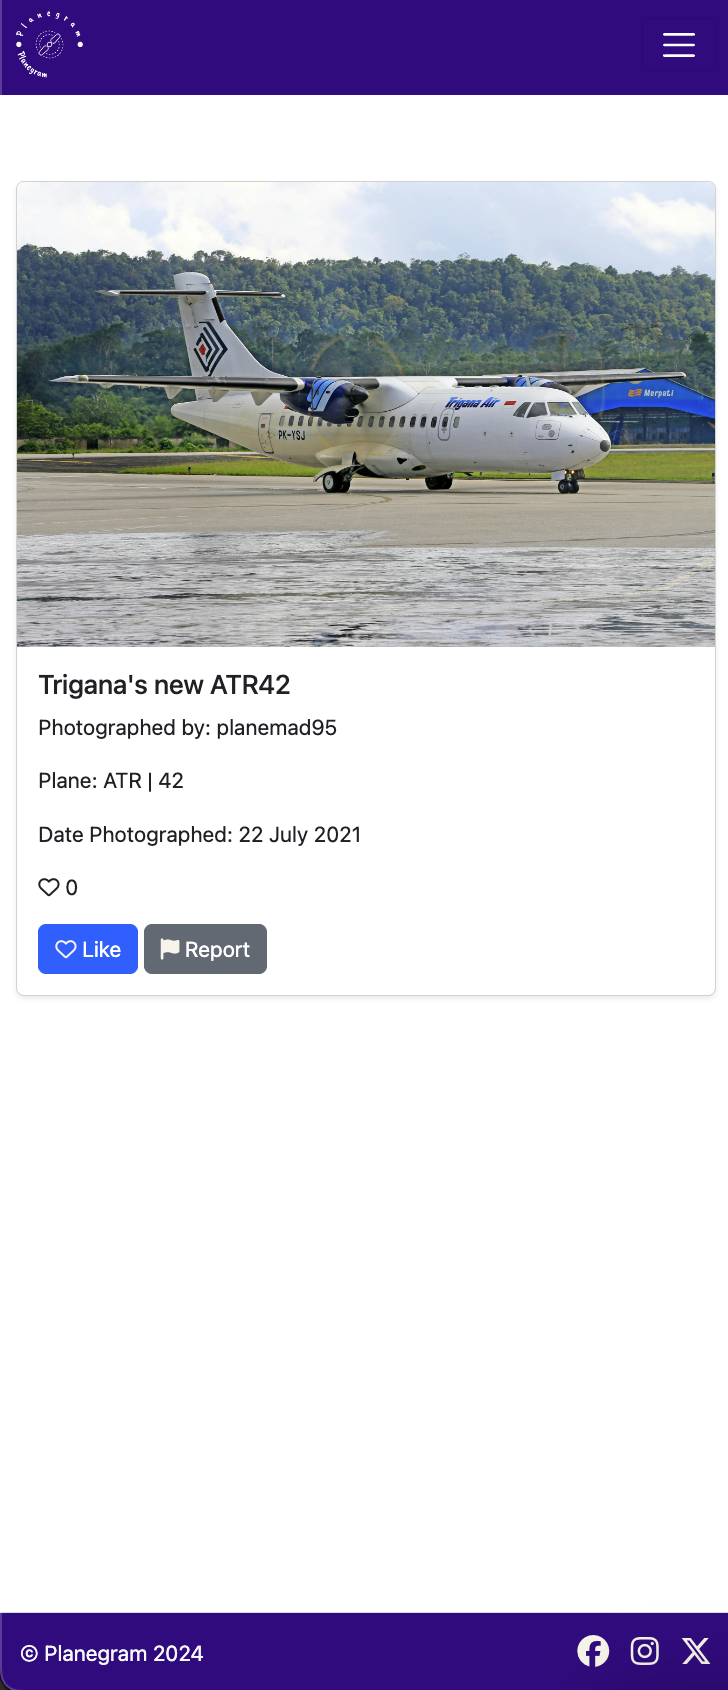 Planegram
Planegram
Trigana Air
PK-YSJ
Merpati
Trigana's new ATR42
Photographed by: planemad95
Plane: ATR | 42
Date Photographed: 22 July 2021
0
Like
Report
© Planegram 2024